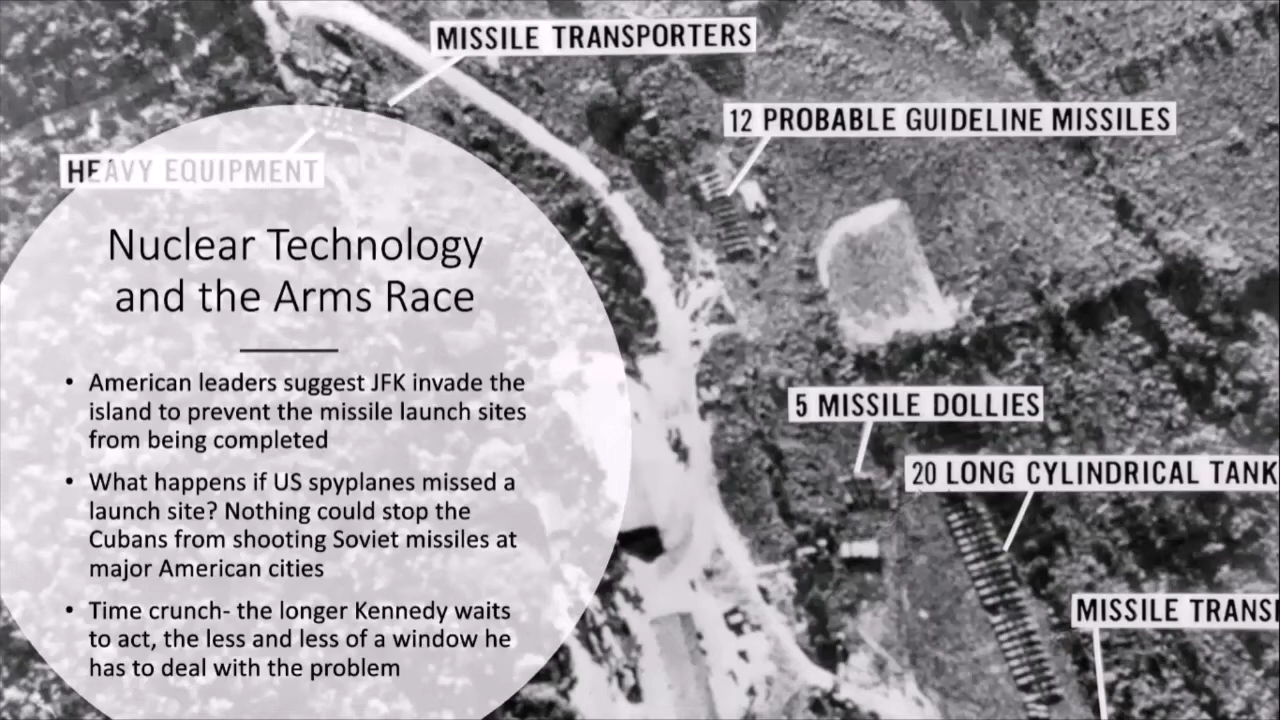 MISSILE TRANSPORTERS
12 PROBABLE GUIDELINE MISSILES
HEAVY EQUIPMENT
Nuclear Technology
and the Arms Race
• American leaders suggest JFK invade the
island to prevent the missile launch sites
from being completed
• What happens if US spyplanes missed a
launch site? Nothing could stop the
Cubans from shooting Soviet missiles at
major American cities
• Time crunch- the longer Kennedy waits
to act, the less and less of a window he
has to deal with the problem
5 MISSILE DOLLIES
20 LONG CYLINDRICAL TANK
MISSILE TRANS